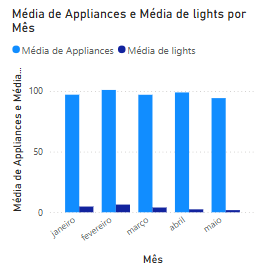 Média de Appliances e Média de lights por
Mês
Média de Appliances Média de lights
Média de Appliances e Média...
100
50
0
janeiro
fevereiro
março
abril
maio
Mês